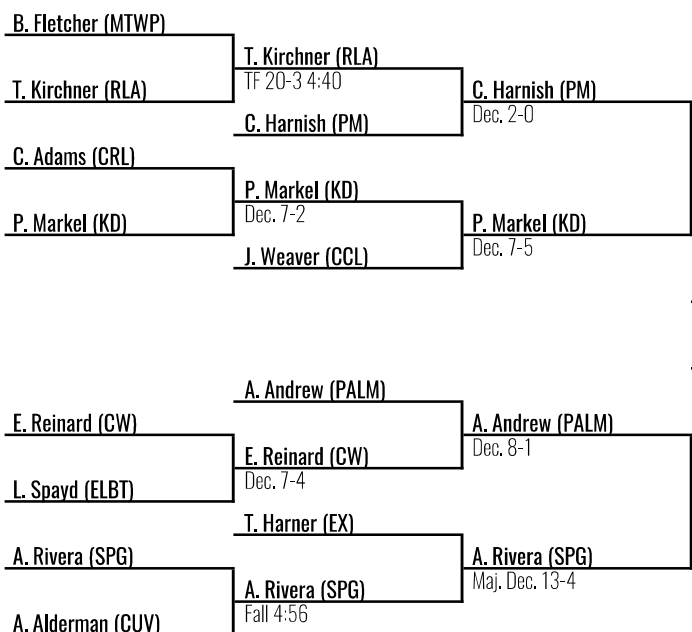 B. Fletcher (MTWP)
T. Kirchner (RLA)
T. Kirchner (RLA)
TF 20-3 4:40
C. Harnish (PM)
C. Harnish (PM)
Dec. 2-0
C. Adams (CRL)
P. Markel (KD)
P. Markel (KD)
Dec. 7-2
J. Weaver (CCL)
P. Markel (KD)
Dec. 7-5
A. Andrew (PALM)
E. Reinard (CW)
L. Spayd (ELBT)
E. Reinard (CW)
Dec. 7-4
A. Andrew (PALM)
Dec. 8-1
T. Harner (EX)
A. Rivera (SPG)
A. Alderman (CUV)
A. Rivera (SPG)
Fall 4:56
A. Rivera (SPG)
Maj. Dec. 13-4